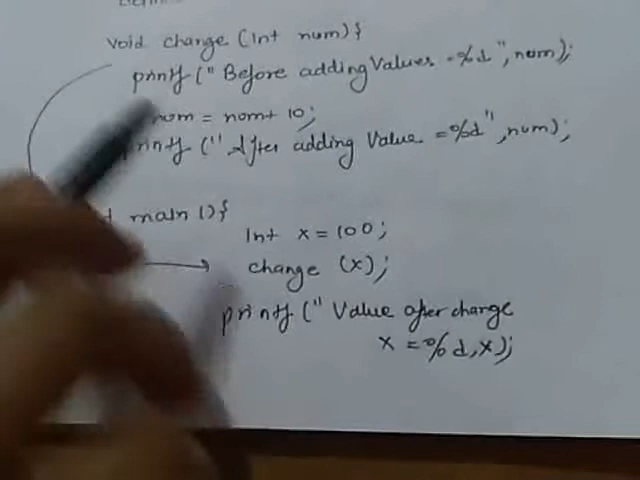 void change (Int num) {
printf (" Before adding Values = %d ", num);
num = num + 10;
printf (" After adding Value = %d ", num);
main () {
Int x = 100;
change (x);
printf (" Value after change
x = %d, x);